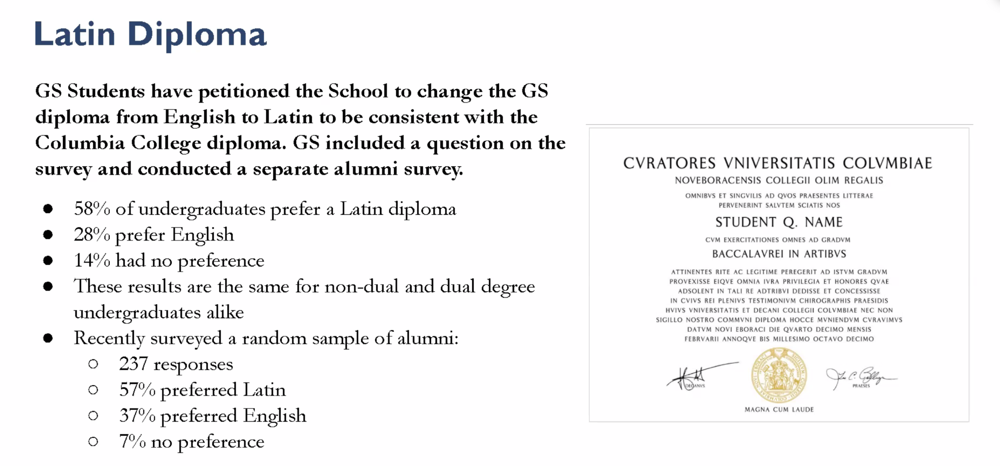 Latin Diploma
GS Students have petitioned the School to change the GS
diploma from English to Latin to be consistent with the
Columbia College diploma. GS included a question on the
survey and conducted a separate alumni survey.
● 58% of undergraduates prefer a Latin diploma
● 28% prefer English
● 14% had no preference
● These results are the same for non-dual and dual degree
undergraduates alike
● Recently surveyed a random sample of alumni:
○ 237 responses
○ 57% preferred Latin
○ 37% preferred English
○ 7% no preference
CVRATORES VNIVERSITATIS COLVMBIAE
NOVEBORACENSIS COLLEGII OLIM REGALIS
OMNIBVS ET SINGVILIS AD QVOS PRAESENTES LITTERAE
PERVENERINT SALVTEM SCIATIS NOS
STUDENT Q. NAME
CVM EXERCITATIONES OMNES AD GRADVM
BACCALAVREI IN ARTIBVS
ATTINENTES RITE AC LEGITIME PEREGERIT AD ISTVM GRADVM
PROVEXISSE EIQVE OMNIA IVRA PRIVILEGIA ET HONORES QVAE
ADSOLENT IN TALI RE ADTRIBVI DEDISSE ET CONCESSISSE
IN CVIVS REI PLENIVS TESTIMONIVM CHIROGRAPHIS PRAESIDIS
HVIVS VNIVERSITATIS ET DECANI COLLEGII COLVMBIAE NEC NON
SIGILLO NOSTRO COMMVNI DIPLOMA HOCCE MVNIENDVM CVRAVIMVS
DATVM NOVI EBORACI DIE QVARTO DECIMO MENSIS
FEBRVARII ANNOQVE BIS MILLESIMO OCTAVO DECIMO
DECANVS
PRAESES
MAGNA CUM LAUDE